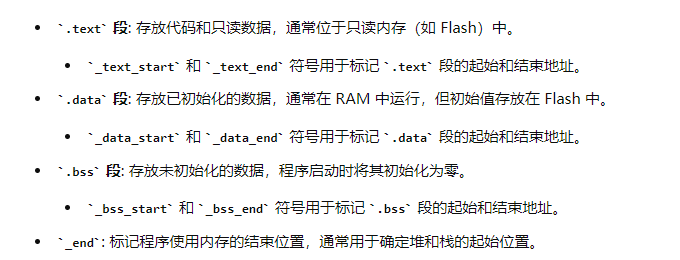 `.text` 段: 存放代码和只读数据，通常位于只读内存（如 Flash）中。
`_text_start` 和 `_text_end` 符号用于标记 `.text` 段的起始和结束地址。
`.data` 段: 存放已初始化的数据，通常在 RAM 中运行，但初始值存放在 Flash 中。
`_data_start` 和 `_data_end` 符号用于标记 `.data` 段的起始和结束地址。
`.bss` 段: 存放未初始化的数据，程序启动时将其初始化为零。
`_bss_start` 和 `_bss_end` 符号用于标记 `.bss` 段的起始和结束地址。
`_end`: 标记程序使用内存的结束位置，通常用于确定堆和栈的起始位置。